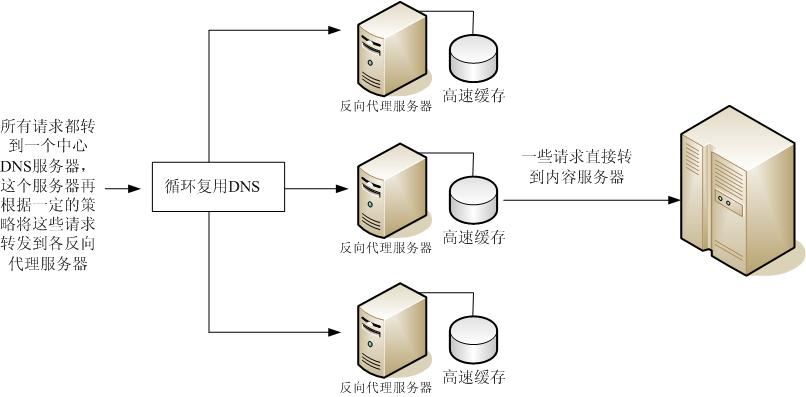 所有请求都转
到一个中心
DNS服务器，
这个服务器再
根据一定的策
略将这些请求
转发到各反向
代理服务器
循环复用DNS
反向代理服务器
高速缓存
反向代理服务器
高速缓存
反向代理服务器
高速缓存
一些请求直接转
到内容服务器